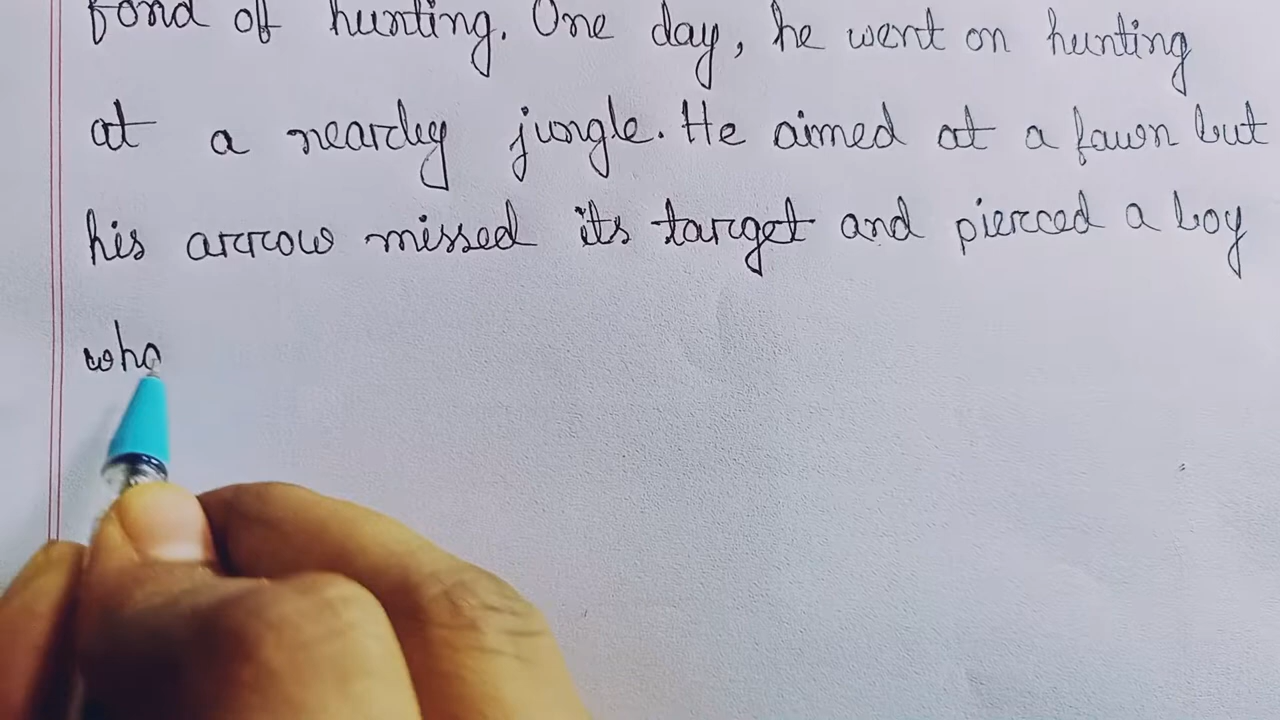 fond of hunting. One day, he went on hunting
at a nearby jungle. He aimed at a fawn but
his arrow missed its target and pierced a boy
who